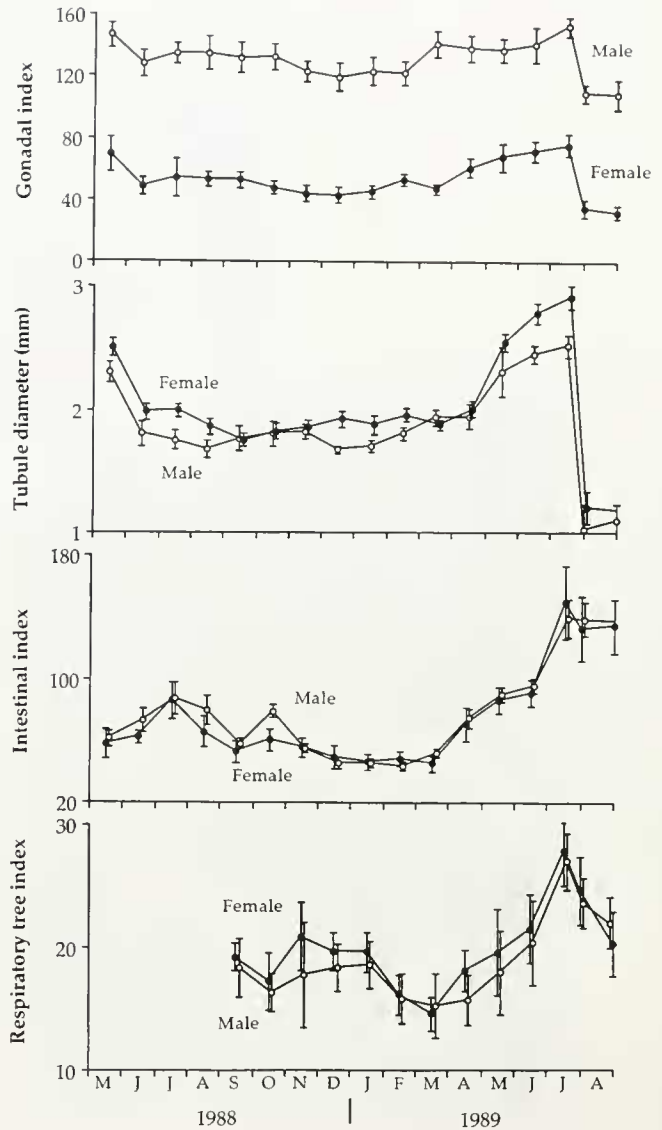 Gonadal index
160
120
80
40
0
Male
Female
Tubule diameter (mm)
3
2
1
Female
Male
Intestinal index
180
100
20
Male
Female
Respiratory tree index
30
20
10
Female
Male
M J J A S O N D J F M A M J J A
1988 1989